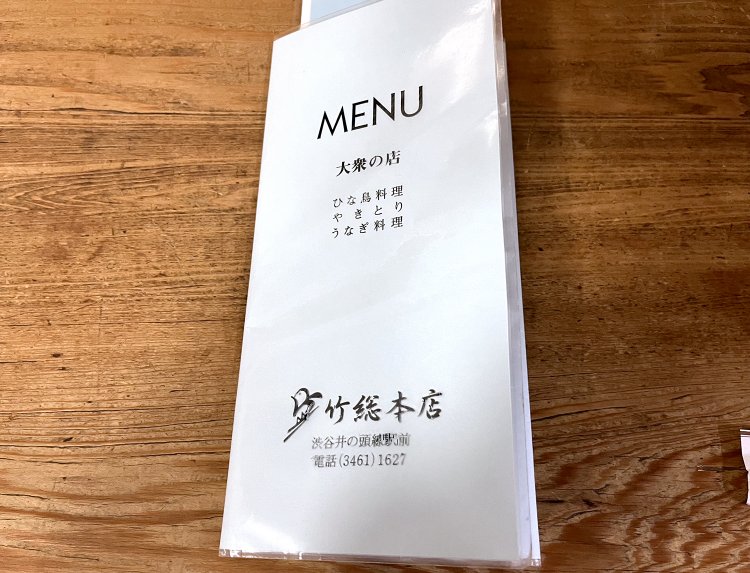 MENU
大衆の店
ひな鳥料理
やきとり
うなぎ料理
竹総本店
渋谷井の頭線駅前
電話(3461)1627